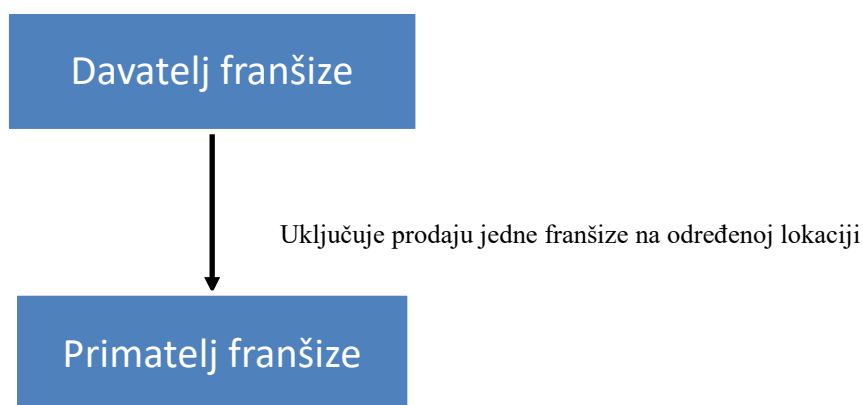 Davatelj franšize
Uključuje prodaju jedne franšize na određenoj lokaciji
Primatelj franšize